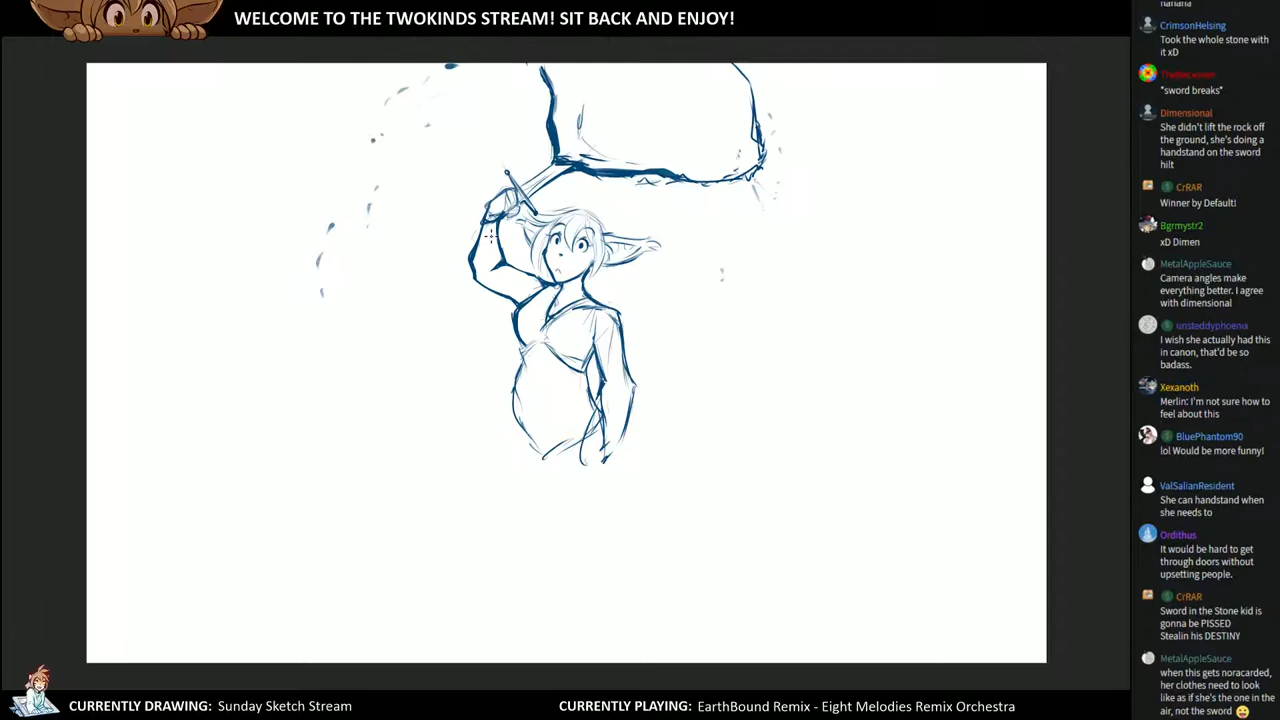 WELCOME TO THE TWOKINDS STREAM! SIT BACK AND ENJOY!
CrimsonHelsing
Took the whole stone with
it xD
*sword breaks*
Dimensional
She didn't lift the rock off
the ground, she's doing a
handstand on the sword
hilt
CrRAR
Winner by Default!
Bgrmystr2
xD Dimen
MetalAppleSauce
Camera angles make
everything better. I agree
with dimensional
unsteddyphoenix
I wish she actually had this
in canon, that'd be so
badass.
Xexanoth
Merlin: I'm not sure how to
feel about this
BluePhantom90
lol Would be more funny!
ValSalianResident
She can handstand when
she needs to
Ordithus
It would be hard to get
through doors without
upsetting people.
CrRAR
Sword in the Stone kid is
gonna be PISSED
Stealin his DESTINY
MetalAppleSauce
when this gets noracarded,
her clothes need to look
like as if she's the one in the
air, not the sword
CURRENTLY DRAWING: Sunday Sketch Stream
CURRENTLY PLAYING: EarthBound Remix - Eight Melodies Remix Orchestra